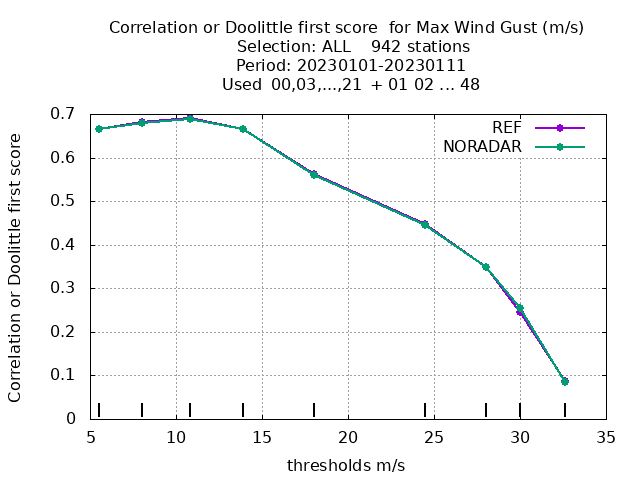 Correlation or Doolittle first score  for Max Wind Gust (m/s)
Selection: ALL    942 stations
Period: 20230101-20230111
Used  00,03,...,21  + 01 02 ... 48
Correlation or Doolittle first score
0.7
0.6
0.5
0.4
0.3
0.2
0.1
0
REF
NORADAR
5 10 15 20 25 30 35
thresholds m/s